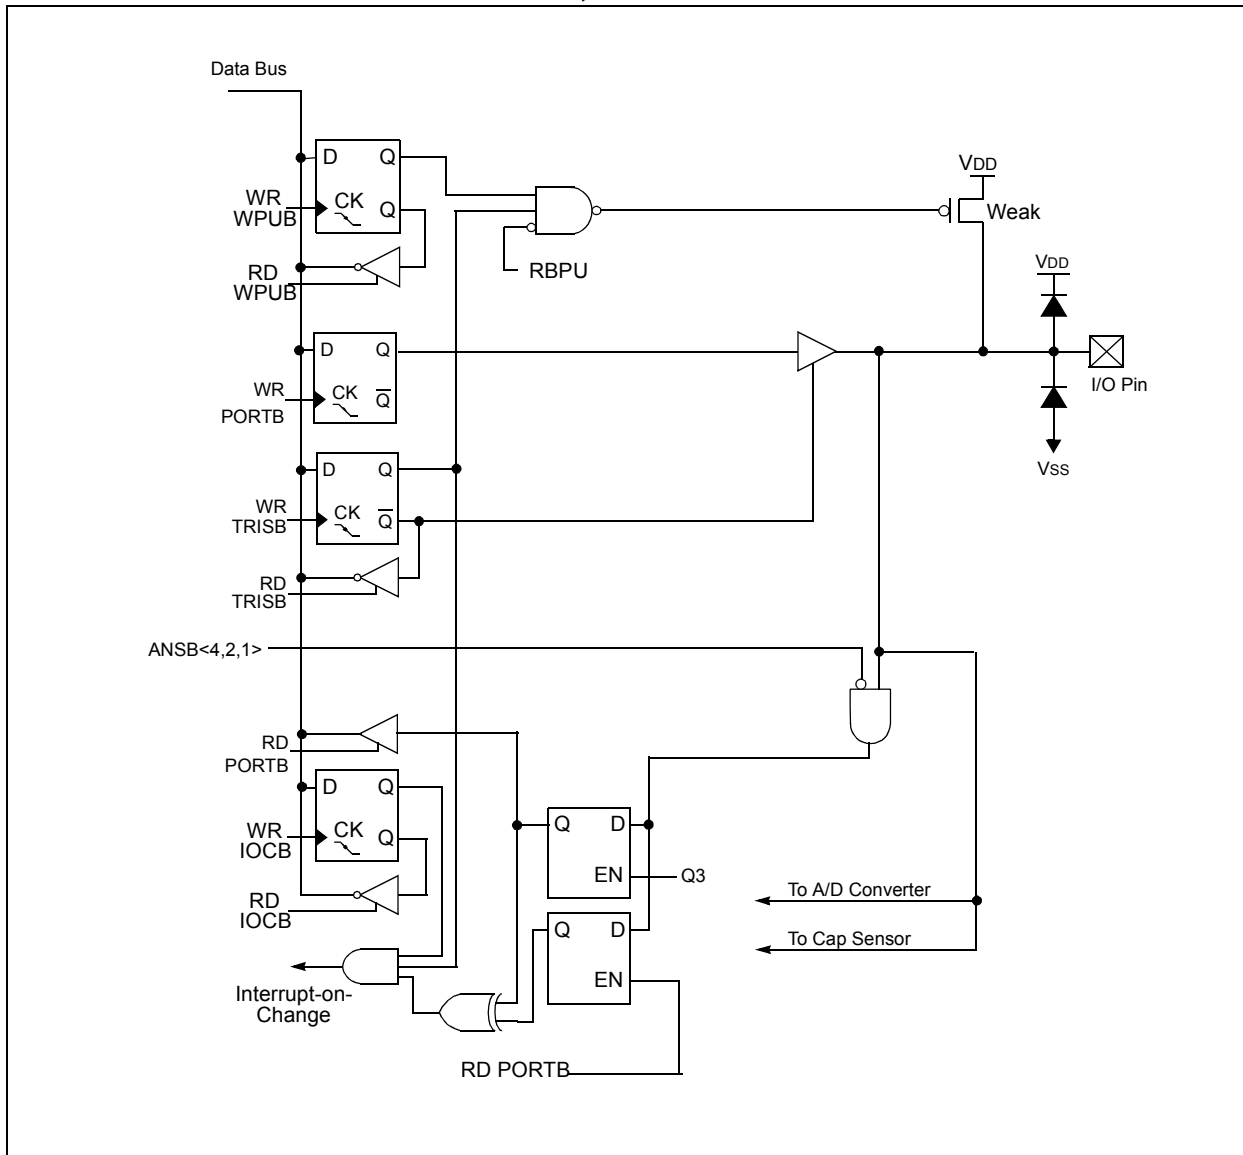 Data Bus
D Q
WR
WPUB
CK
Q
RD
WPUB
RBPU
VDD
Weak
VDD
I/O Pin
VSS
D Q
WR
PORTB
CK
Q
D Q
WR
TRISB
CK
Q
RD
TRISB
ANSB<4,2,1>
RD
PORTB
D Q
WR
IOCB
CK
Q
RD
IOCB
Q D
EN
Q3
Q D
EN
To A/D Converter
To Cap Sensor
Interrupt-on-
Change
RD PORTB